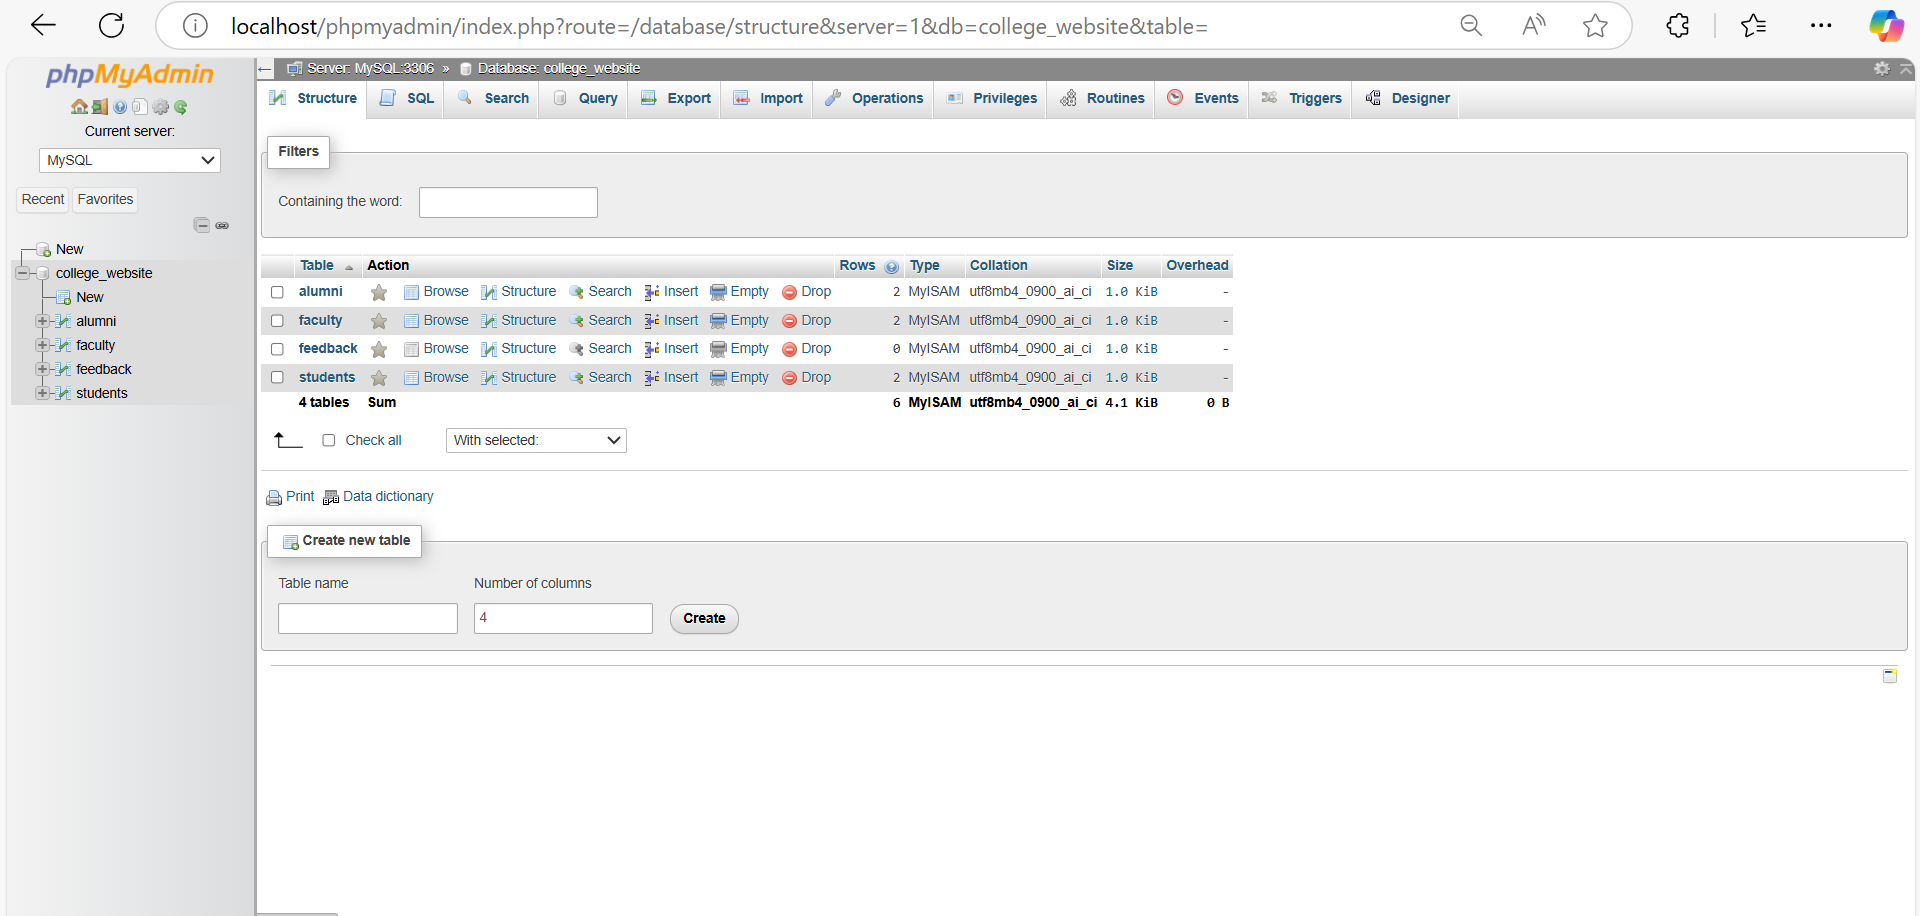 localhost/phpmyadmin/index.php?route=/database/structure&server=1&db=college_website&table=
phpMyAdmin
Current server:
MySQL
Recent Favorites
New
college_website
New
alumni
faculty
feedback
students
Server: MySQL:3306 » Database: college_website
Structure SQL Search Query Export Import Operations Privileges Routines Events Triggers Designer
Filters
Containing the word:
Table Action Rows Type Collation Size Overhead
alumni Browse Structure Search Insert Empty Drop 2 MyISAM utf8mb4_0900_ai_ci 1.0 KiB -
faculty Browse Structure Search Insert Empty Drop 2 MyISAM utf8mb4_0900_ai_ci 1.0 KiB -
feedback Browse Structure Search Insert Empty Drop 0 MyISAM utf8mb4_0900_ai_ci 1.0 KiB -
students Browse Structure Search Insert Empty Drop 2 MyISAM utf8mb4_0900_ai_ci 1.0 KiB -
4 tables Sum 6 MyISAM utf8mb4_0900_ai_ci 4.1 KiB 0 B
Check all With selected:
Print Data dictionary
Create new table
Table name Number of columns
4 Create